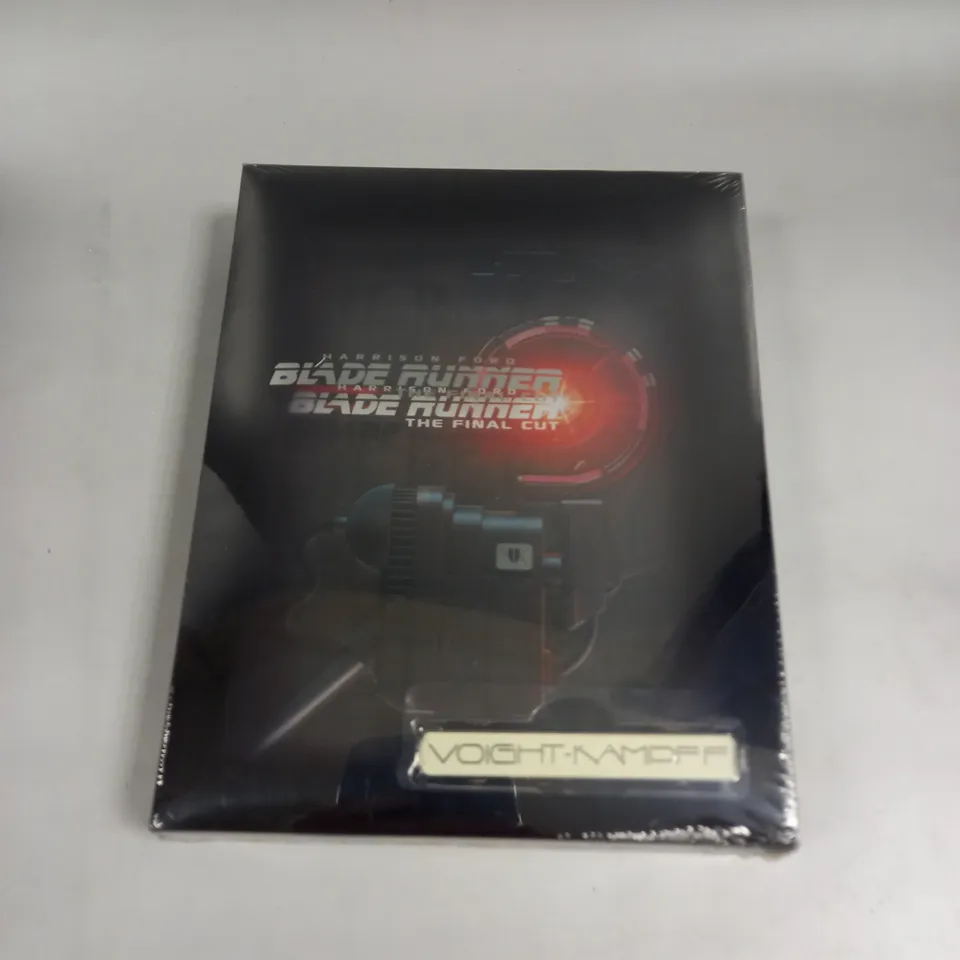 HARRISON FORD
BLADE RUNNER
HARRISON FORD
BLADE RUNNER
THE FINAL CUT
VOIGHT-KAMPFF